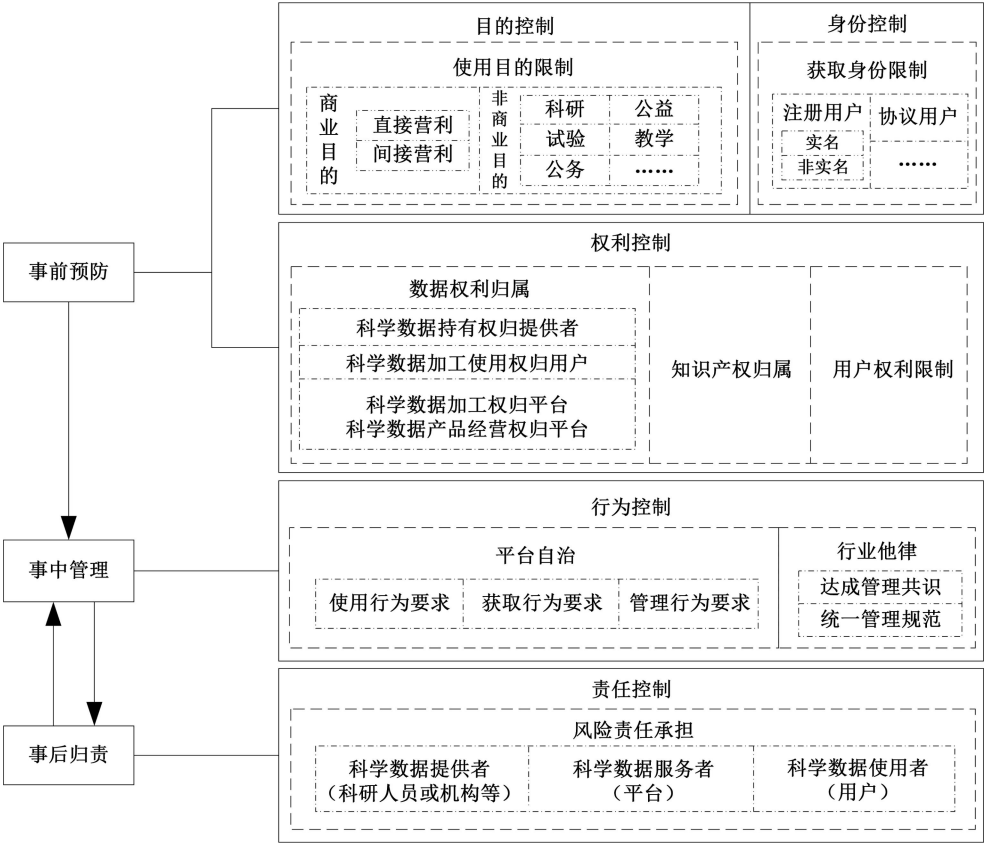 目的控制
身份控制
使用目的限制
获取身份限制
商业目的
直接营利
间接营利
非商业目的
科研
公益
试验
教学
公务
……
注册用户
协议用户
实名
非实名
……
事前预防
权利控制
数据权利归属
科学数据持有权归提供者
科学数据加工使用权归用户
科学数据加工权归平台
科学数据产品经营权归平台
知识产权归属
用户权利限制
事中管理
行为控制
平台自治
行业他律
使用行为要求
获取行为要求
管理行为要求
达成管理共识
统一管理规范
事后归责
责任控制
风险责任承担
科学数据提供者
（科研人员或机构等）
科学数据服务者
（平台）
科学数据使用者
（用户）